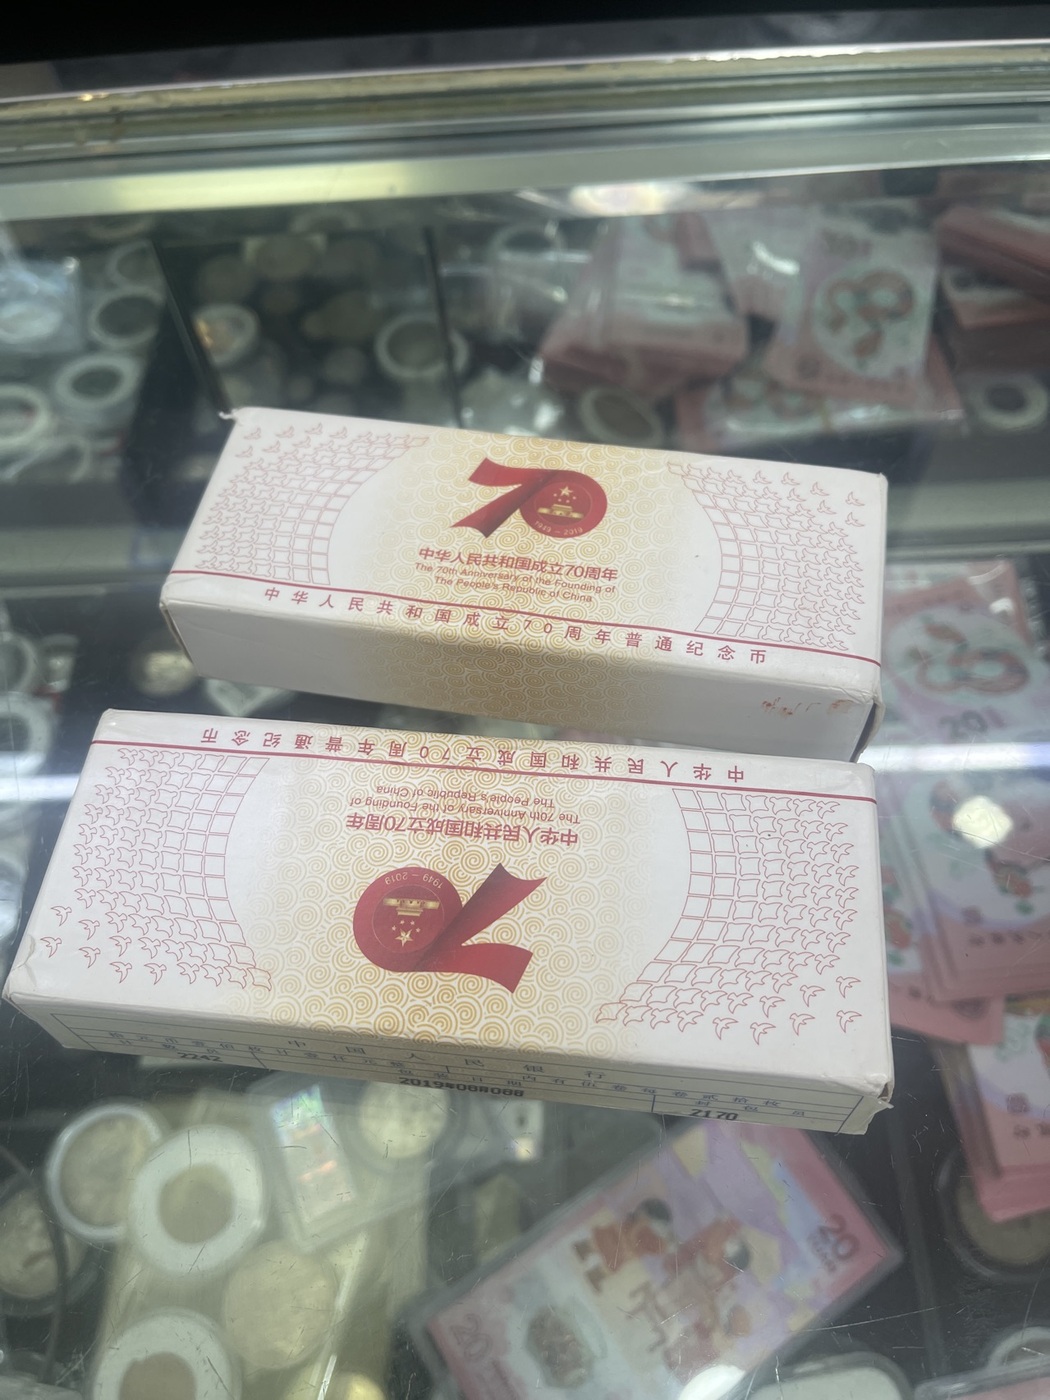 1949-2019
中华人民共和国成立70周年
The 70th Anniversary of the Founding of
The People's Republic of China
中华人民共和国成立70周年普通纪念币
中华人民共和国成立70周年普通纪念币
中华人民共和国成立70周年
The 70th Anniversary of the Founding of
The People's Republic of China
1949-2019
中国人民银行
2242
2170
20
20
20